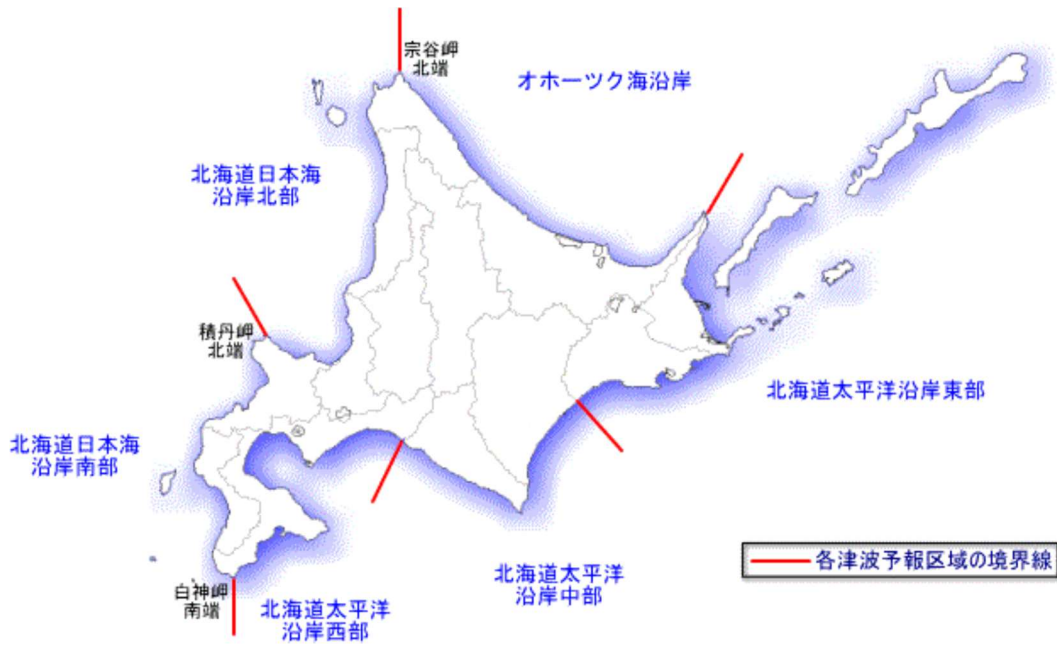 宗谷岬
北端
オホーツク海沿岸
北海道日本海
沿岸北部
積丹岬
北端
北海道太平洋沿岸東部
北海道日本海
沿岸南部
各津波予報区域の境界線
北海道太平洋
沿岸中部
白神岬
南端
北海道太平洋
沿岸西部